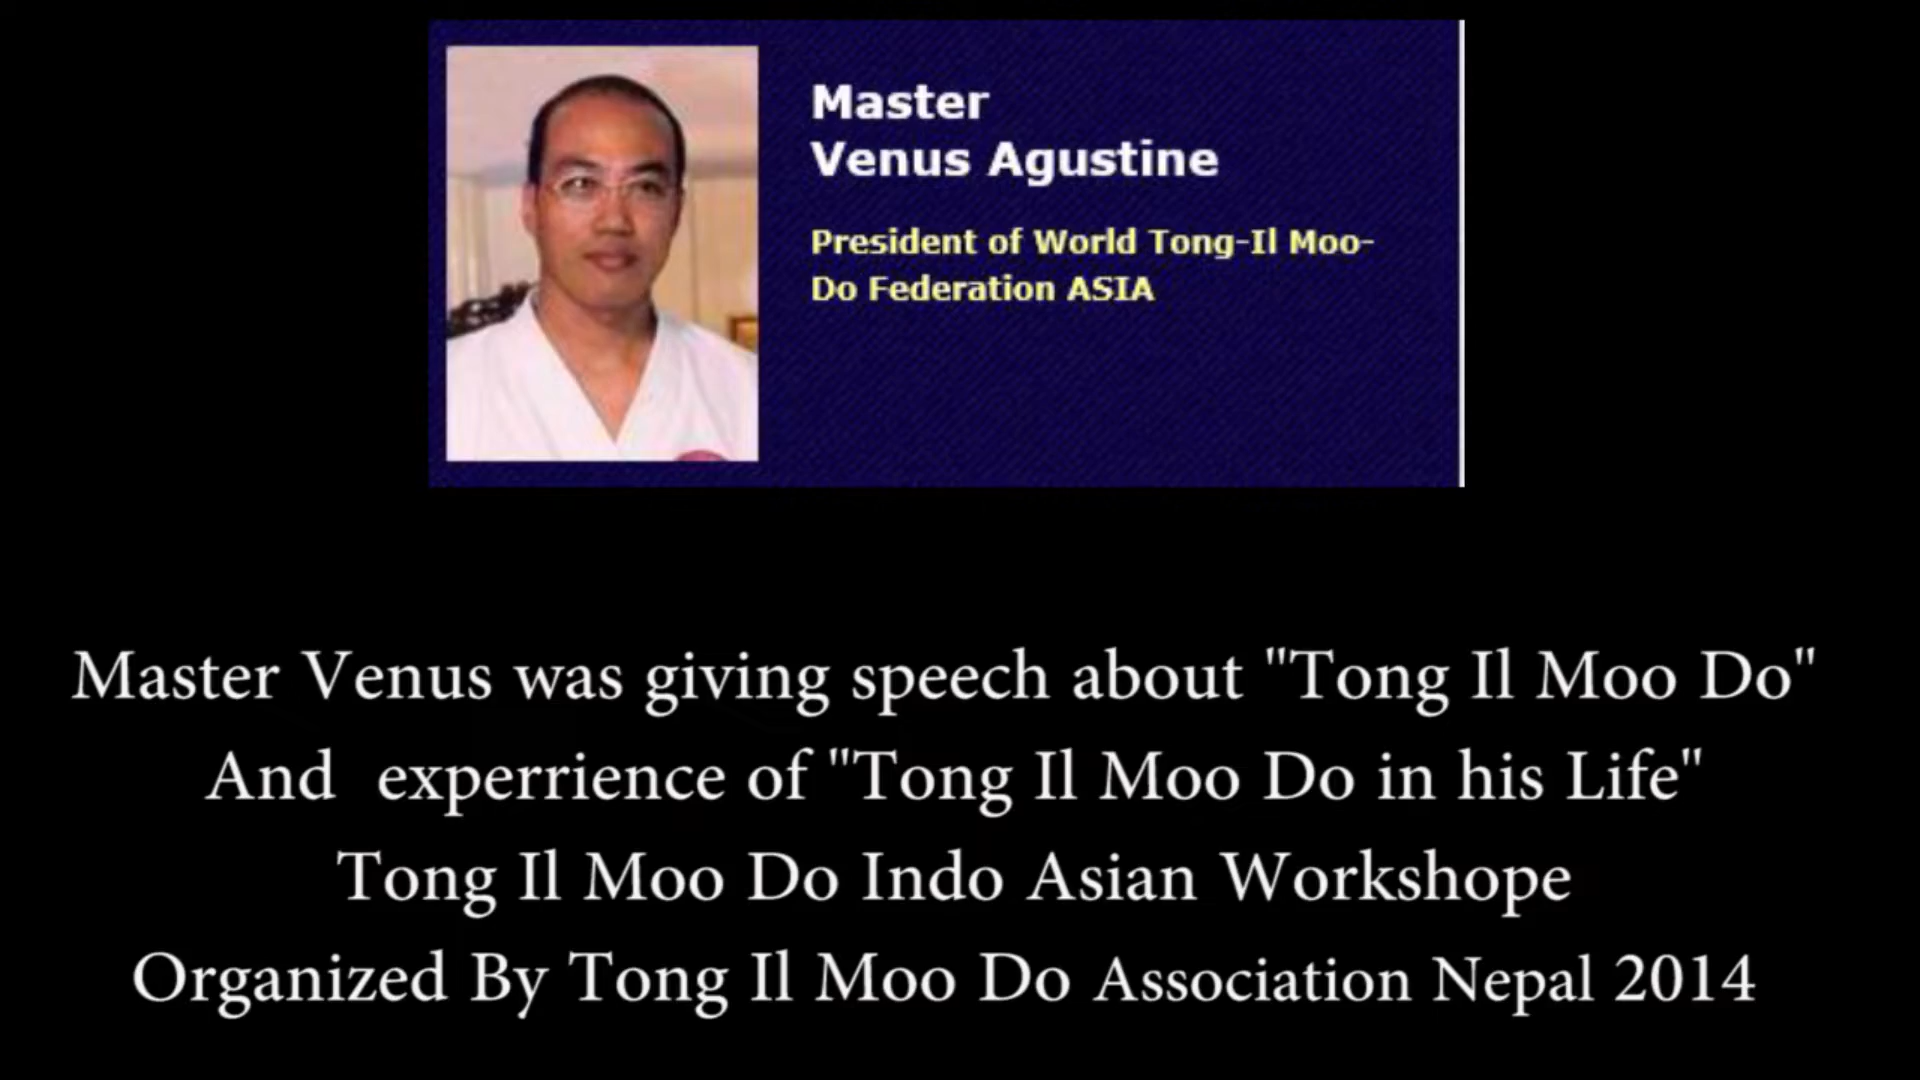 Master
Venus Agustine
President of World Tong-Il Moo-
Do Federation ASIA
Master Venus was giving speech about "Tong Il Moo Do"
And  experrience of "Tong Il Moo Do in his Life"
Tong Il Moo Do Indo Asian Workshope
Organized By Tong Il Moo Do Association Nepal 2014